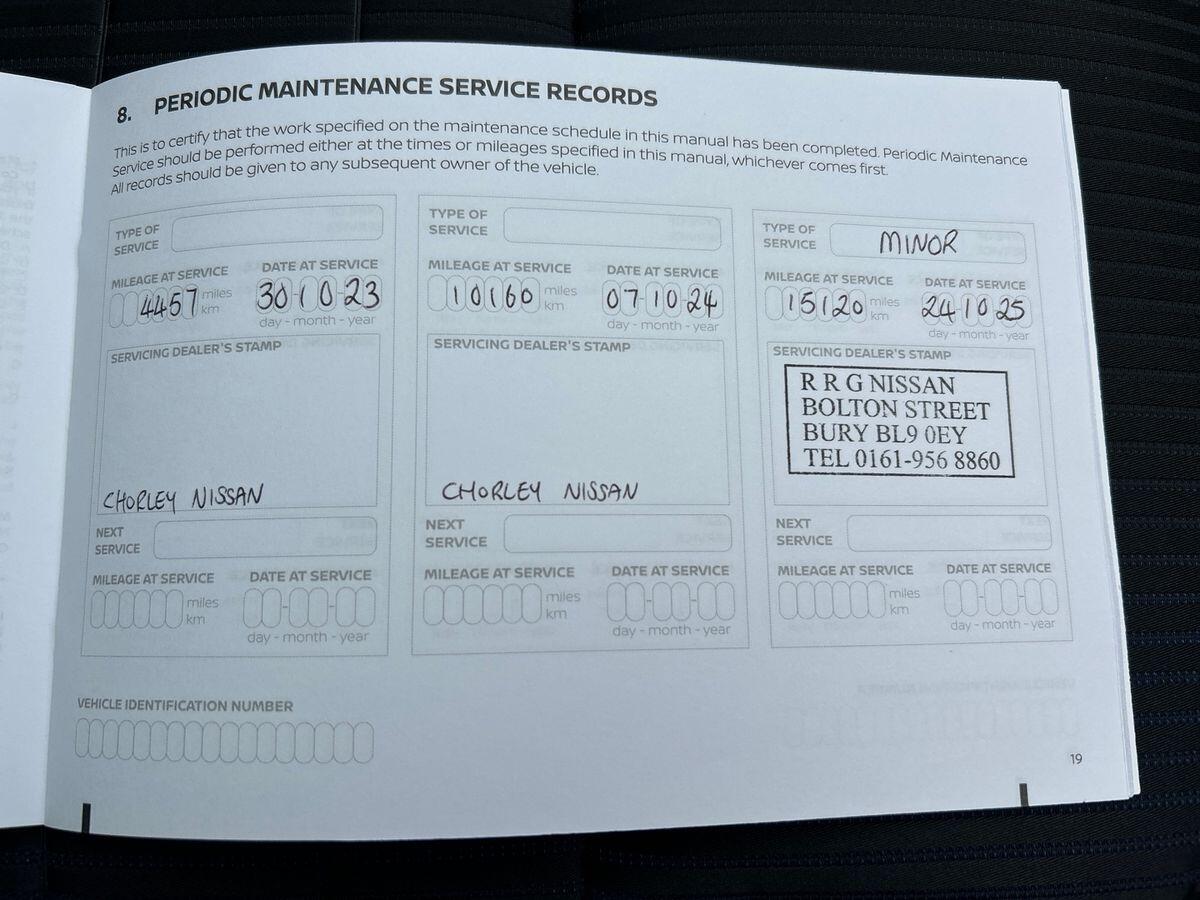 8. PERIODIC MAINTENANCE SERVICE RECORDS
This is to certify that the work specified on the maintenance schedule in this manual has been completed. Periodic Maintenance
Service should be performed either at the times or mileages specified in this manual, whichever comes first.
All records should be given to any subsequent owner of the vehicle.
TYPE OF
SERVICE
MILEAGE AT SERVICE DATE AT SERVICE
4457 miles
km
30-10-23
day - month - year
SERVICING DEALER'S STAMP
CHORLEY NISSAN
NEXT
SERVICE
MILEAGE AT SERVICE DATE AT SERVICE
miles
km
day - month - year
TYPE OF
SERVICE
MILEAGE AT SERVICE DATE AT SERVICE
10160 miles
km
07-10-24
day - month - year
SERVICING DEALER'S STAMP
CHORLEY NISSAN
NEXT
SERVICE
MILEAGE AT SERVICE DATE AT SERVICE
miles
km
day - month - year
TYPE OF
SERVICE
MINOR
MILEAGE AT SERVICE DATE AT SERVICE
15120 miles
km
24-10-25
day - month - year
SERVICING DEALER'S STAMP
R R G NISSAN
BOLTON STREET
BURY BL9 0EY
TEL 0161-956 8860
NEXT
SERVICE
MILEAGE AT SERVICE DATE AT SERVICE
miles
km
day - month - year
VEHICLE IDENTIFICATION NUMBER
19